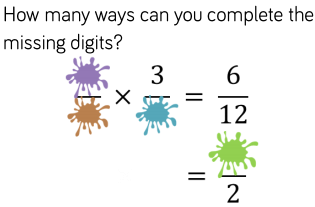 How many ways can you complete the
missing digits?
× 3/ = 6/12
= /2